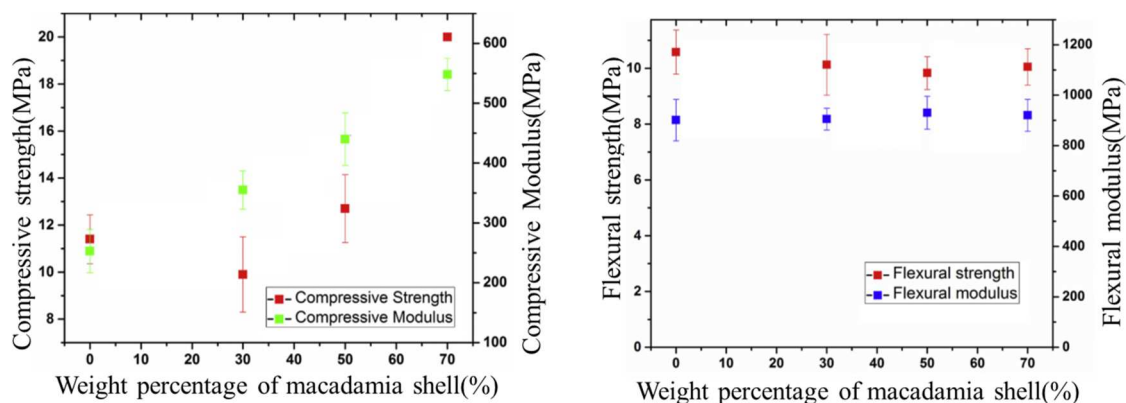 Compressive strength(MPa)
20
18
16
14
12
10
8
Compressive Strength
Compressive Modulus
600
500
400
300
200
100
Compressive Modulus(MPa)
0 10 20 30 40 50 60 70
Weight percentage of macadamia shell(%)
Flexural strength(MPa)
10
8
6
4
2
0
Flexural strength
Flexural modulus
1200
1000
800
600
400
200
0
Flexural modulus(MPa)
0 10 20 30 40 50 60 70
Weight percentage of macadamia shell(%)